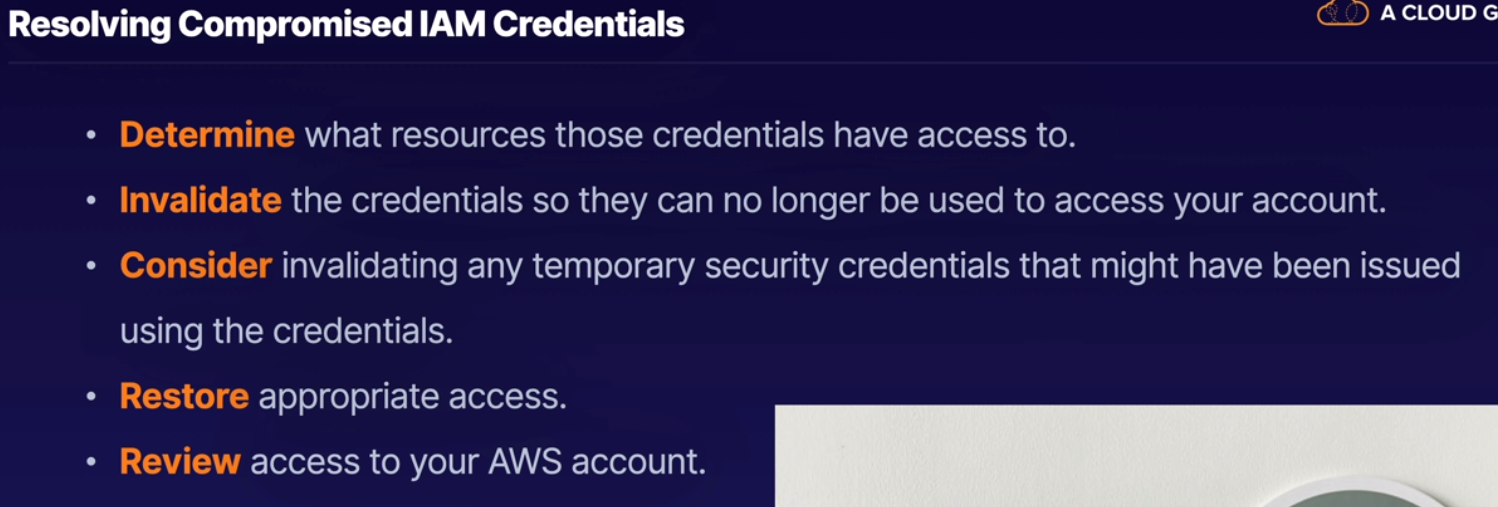 Resolving Compromised IAM Credentials
A CLOUD G
• Determine what resources those credentials have access to.
• Invalidate the credentials so they can no longer be used to access your account.
• Consider invalidating any temporary security credentials that might have been issued
using the credentials.
• Restore appropriate access.
• Review access to your AWS account.